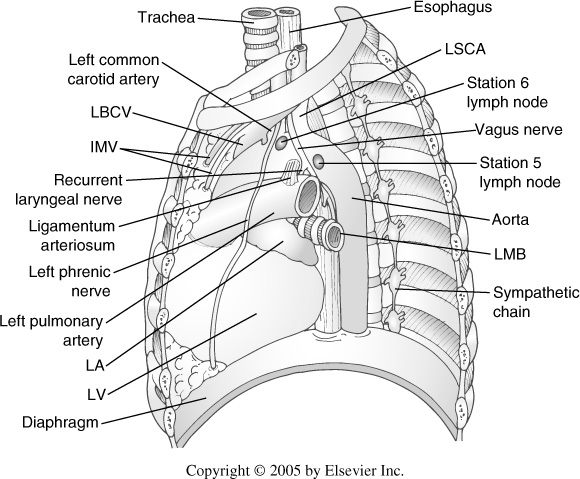 Trachea
Esophagus
Left common
carotid artery
LSCA
Station 6
lymph node
LBCV
Vagus nerve
IMV
Station 5
lymph node
Recurrent
laryngeal nerve
Ligamentum
arteriosum
Aorta
LMB
Left phrenic
nerve
Sympathetic
chain
Left pulmonary
artery
LA
LV
Diaphragm
Copyright © 2005 by Elsevier Inc.